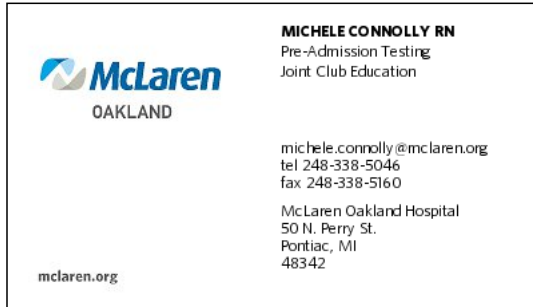 McLaren
OAKLAND
mclaren.org
MICHELE CONNOLLY RN
Pre-Admission Testing
Joint Club Education
michele.connolly@mclaren.org
tel 248-338-5046
fax 248-338-5160
McLaren Oakland Hospital
50 N. Perry St.
Pontiac, MI
48342